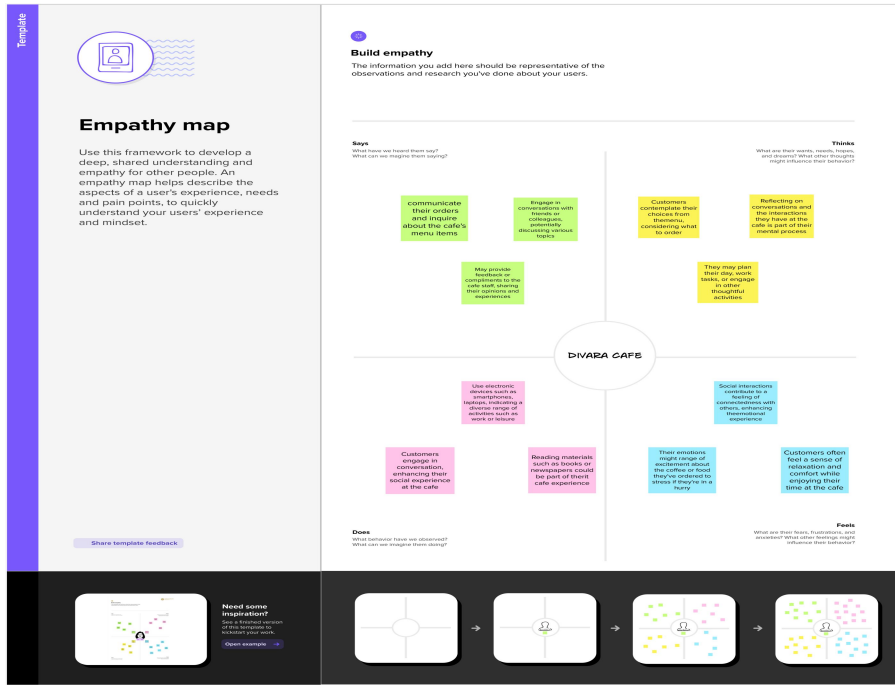 Template
Empathy map
Use this framework to develop a
deep, shared understanding and
empathy for other people. An
empathy map helps describe the
aspects of a user's experience, needs
and pain points, to quickly
understand your users' experience
and mindset.
Share template feedback
Build empathy
The information you add here should be representative of the
observations and research you've done about your users.
Says
What have we heard them say?
What can we imagine them saying?
Thinks
What are their wants, needs, hopes,
and dreams? What other thoughts
might influence their behavior?
communicate
their orders
and inquire
about the cafe's
menu items
Engage in
conversations with
friends or
colleagues,
potentially
discussing various
topics
May provide
feedback or
compliments to the
cafe staff, sharing
their opinions and
experiences
Customers
contemplate their
choices from
themenu,
considering what
to order
Reflecting on
conversations and
the interactions
they have at the
cafe is part of their
mental process
They may plan
their day, work
tasks, or engage
in other
thoughtful
activities
DIVARA CAFE
Use electronic
devices such as
smartphones,
laptops, indicating a
diverse range of
activities such as
work or leisure
Customers
engage in
conversation,
enhancing their
social experience
at the cafe
Reading materials
such as books or
newspapers could
be part of therit
cafe experience
Social interactions
contribute to a
feeling of
connectedness with
others, enhancing
theemotional
experience
Their emotions
might range of
excitement about
the coffee or food
they've ordered to
stress if they're in a
hurry
Customers often
feel a sense of
relaxation and
comfort while
enjoying their
time at the cafe
Does
What behavior have we observed?
What can we imagine them doing?
Feels
What are their fears, frustrations, and
anxieties? What other feelings might
influence their behavior?
Need some
inspiration?
See a finished version
of this template to
kickstart your work.
Open example